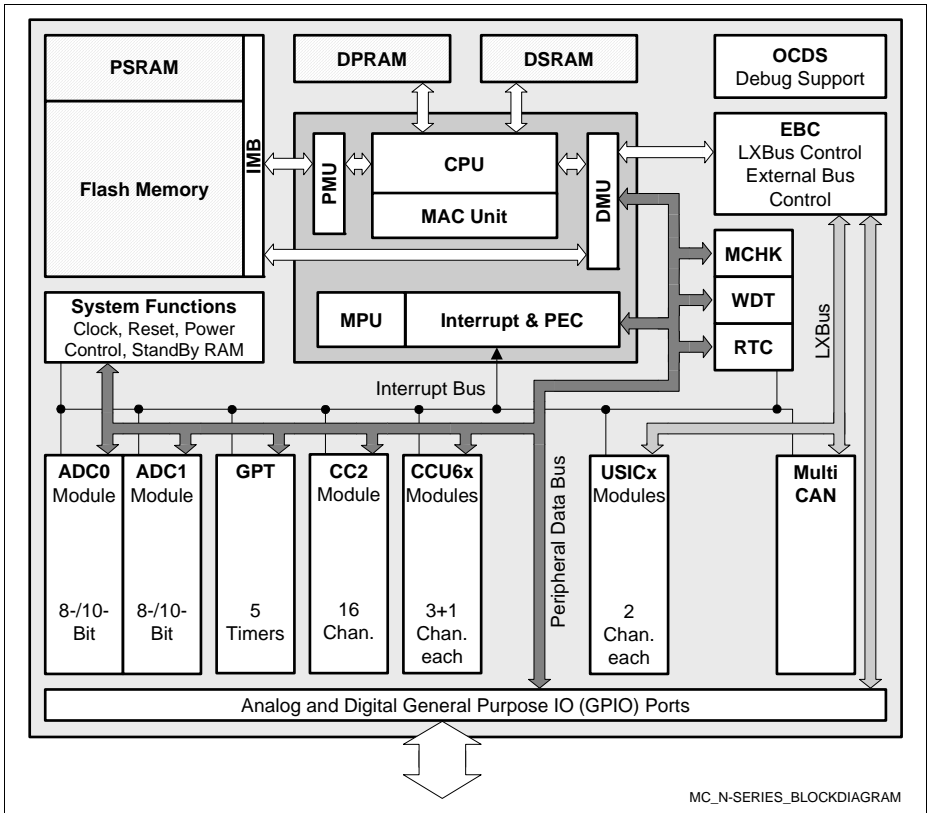 PSRAM
Flash Memory
IMB
DPRAM
DSRAM
OCDS
Debug Support
PMU
CPU
MAC Unit
DMU
EBC
LXBus Control
External Bus
Control
MCHK
WDT
RTC
LXBus
System Functions
Clock, Reset, Power
Control, StandBy RAM
MPU
Interrupt & PEC
Interrupt Bus
Peripheral Data Bus
ADC0
Module
8-/10-
Bit
ADC1
Module
8-/10-
Bit
GPT
5
Timers
CC2
Module
16
Chan.
CCU6x
Modules
3+1
Chan.
each
USICx
Modules
2
Chan.
each
Multi
CAN
Analog and Digital General Purpose IO (GPIO) Ports
MC_N-SERIES_BLOCKDIAGRAM